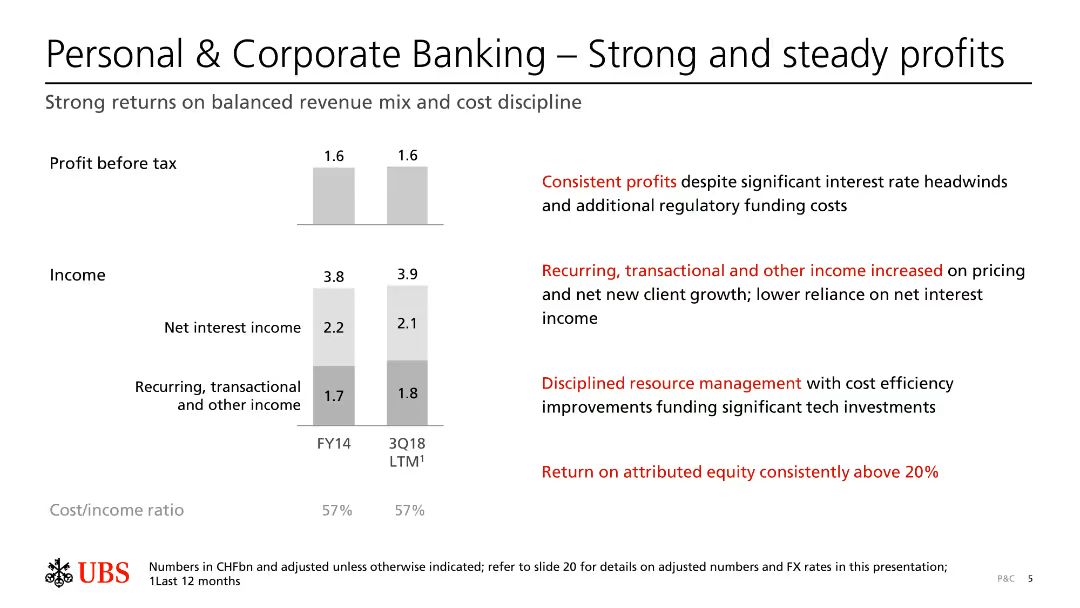 Personal & Corporate Banking – Strong and steady profits
Strong returns on balanced revenue mix and cost discipline
Profit before tax
1.6
1.6
Consistent profits despite significant interest rate headwinds
and additional regulatory funding costs
Income
3.8
3.9
Net interest income
2.2
2.1
Recurring, transactional
and other income
1.7
1.8
FY14
3Q18
LTM¹
Recurring, transactional and other income increased on pricing
and net new client growth; lower reliance on net interest
income
Disciplined resource management with cost efficiency
improvements funding significant tech investments
Return on attributed equity consistently above 20%
Cost/income ratio
57%
57%
UBS
Numbers in CHFbn and adjusted unless otherwise indicated; refer to slide 20 for details on adjusted numbers and FX rates in this presentation;
1Last 12 months
P&C 5